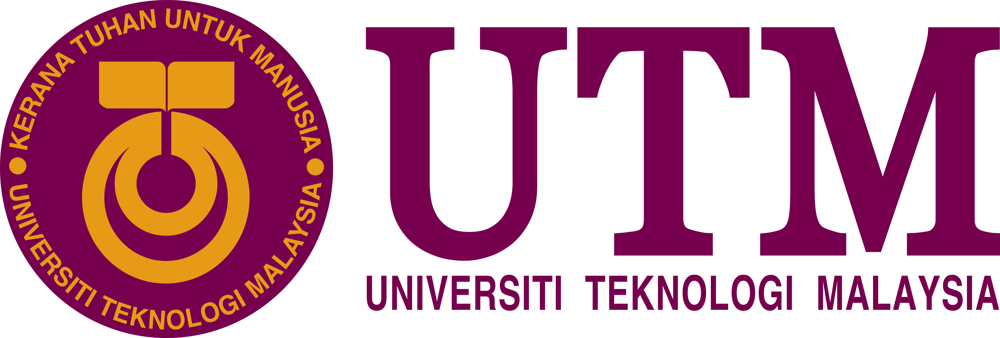 KERANA TUHAN UNTUK MANUSIA
UNIVERSITI TEKNOLOGI MALAYSIA
UTM
UNIVERSITI TEKNOLOGI MALAYSIA